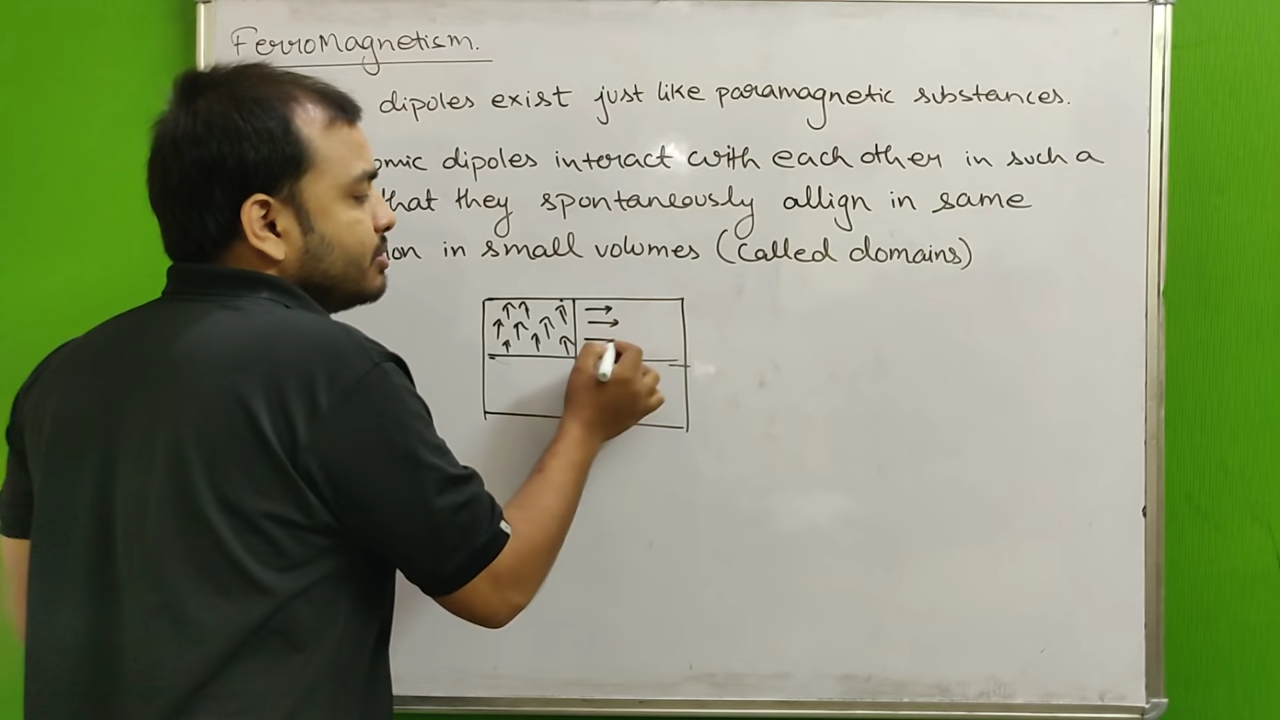 FerroMagnetism.
dipoles exist just like paramagnetic substances.
omic dipoles interact with each other in such a
that they spontaneously allign in same
ion in small volumes (called domains)